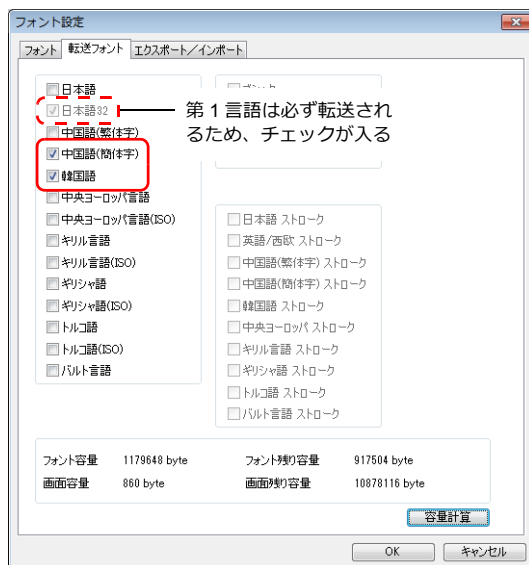 フォント設定
フォント 転送フォント エクスポート／インポート
日本語
日本語32
第１言語は必ず転送され
るため、チェックが入る
中国語(繁体字)
中国語(簡体字)
韓国語
中央ヨーロッパ言語
中央ヨーロッパ言語(ISO)
キリル言語
キリル言語(ISO)
ギリシャ語
ギリシャ語(ISO)
トルコ語
トルコ語(ISO)
バルト言語
日本語 ストローク
英語/西欧 ストローク
中国語(繁体字) ストローク
中国語(簡体字) ストローク
韓国語 ストローク
中央ヨーロッパ ストローク
キリル言語 ストローク
ギリシャ語 ストローク
トルコ語 ストローク
バルト言語 ストローク
フォント容量 1179648 byte フォント残り容量 917504 byte
画面容量 860 byte 画面残り容量 10878116 byte
容量計算
OK キャンセル